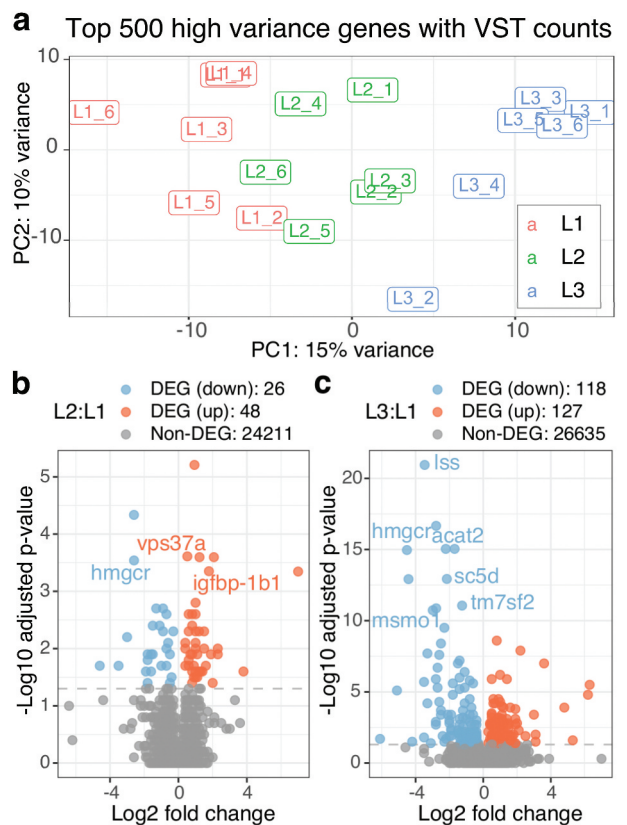 a Top 500 high variance genes with VST counts
10
0
-10
PC2: 10% variance
L1_1
L1_4
L1_6
L1_3
L1_5
L1_2
L2_4
L2_1
L2_6
L2_3
L2_2
L2_5
L3_3
L3_1
L3_5
L3_6
L3_4
L3_2
a L1
a L2
a L3
-10 0 10
PC1: 15% variance
b
L2:L1
DEG (down): 26
DEG (up): 48
Non-DEG: 24211
-Log10 adjusted p-value
5
4
3
2
1
0
vps37a
hmgcr
igfbp-1b1
-4 0 4
Log2 fold change
c
L3:L1
DEG (down): 118
DEG (up): 127
Non-DEG: 26635
-Log10 adjusted p-value
20
15
10
5
0
lss
hmgcr acat2
sc5d
tm7sf2
msmo1
-4 0 4
Log2 fold change